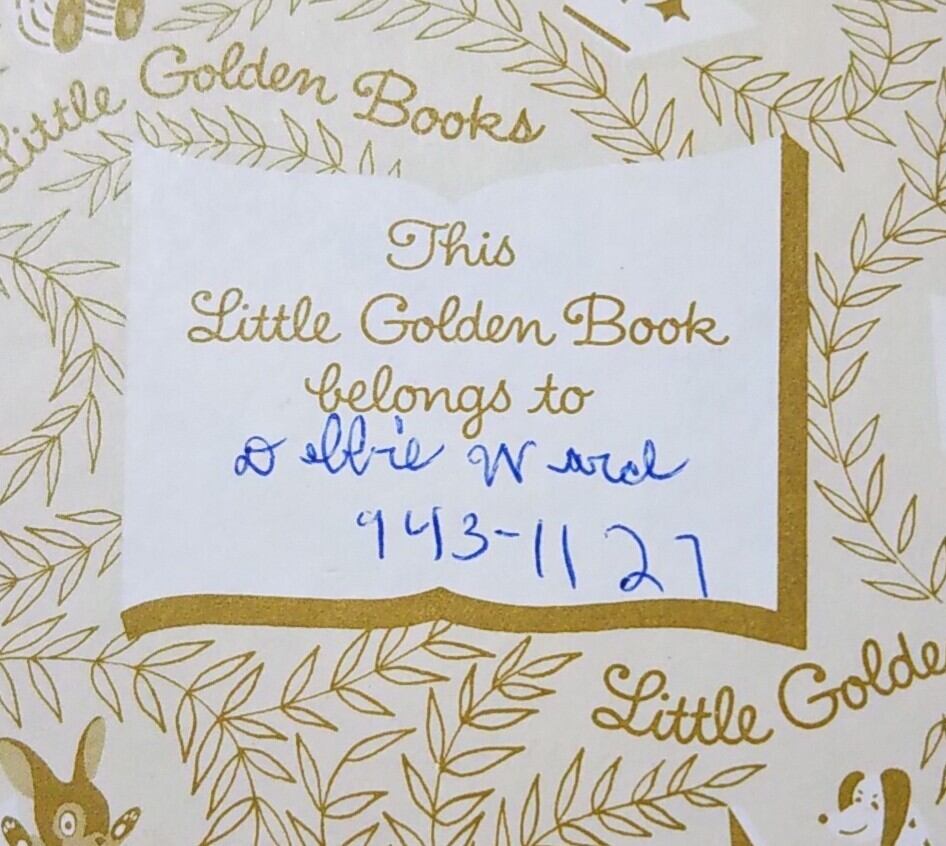 Little Golden Books
This
Little Golden Book
belongs to
Debbie Ward
943-1127
Little Golde